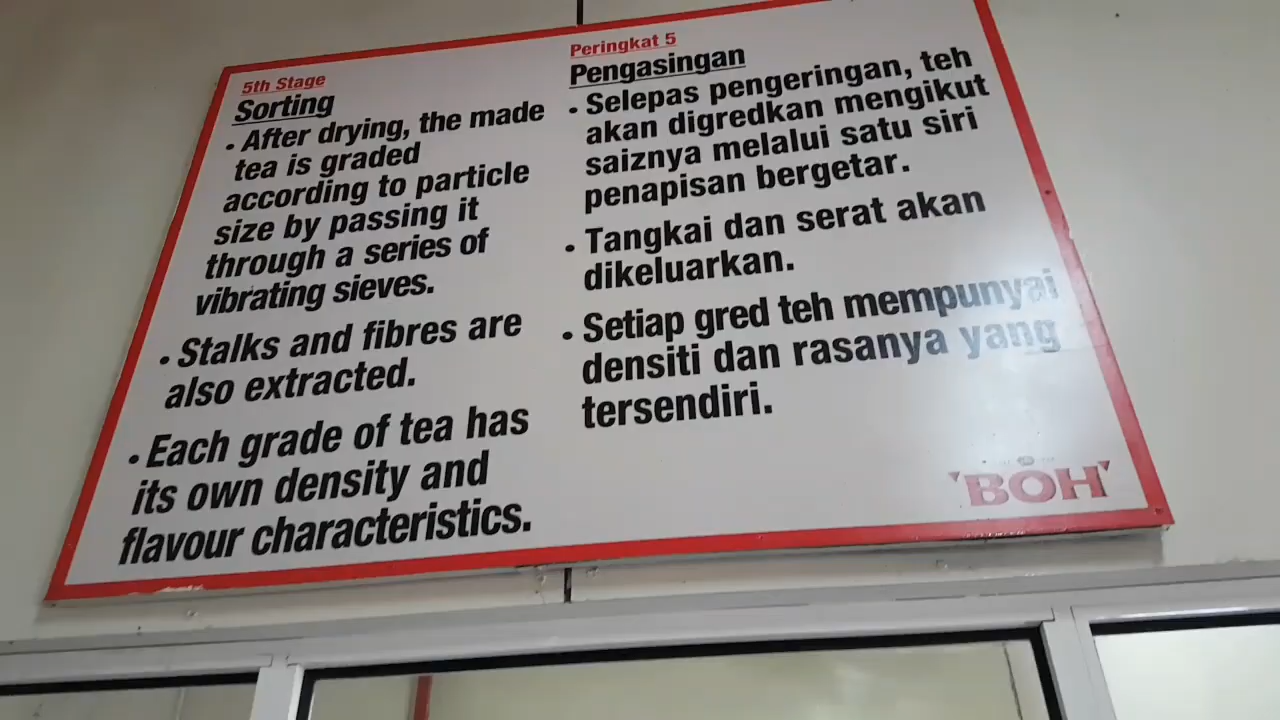 5th Stage
Sorting
• After drying, the made
tea is graded
according to particle
size by passing it
through a series of
vibrating sieves.
• Stalks and fibres are
also extracted.
• Each grade of tea has
its own density and
flavour characteristics.
Peringkat 5
Pengasingan
• Selepas pengeringan, teh
akan digredkan mengikut
saiznya melalui satu siri
penapisan bergetar.
• Tangkai dan serat akan
dikeluarkan.
• Setiap gred teh mempunyai
densiti dan rasanya yang
tersendiri.
BOH